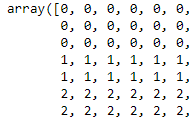 array([0, 0, 0, 0, 0, 0,
0, 0, 0, 0, 0, 0,
0, 0, 0, 0, 0, 0,
1, 1, 1, 1, 1, 1,
1, 1, 1, 1, 1, 1,
2, 2, 2, 2, 2, 2,
2, 2, 2, 2, 2, 2,